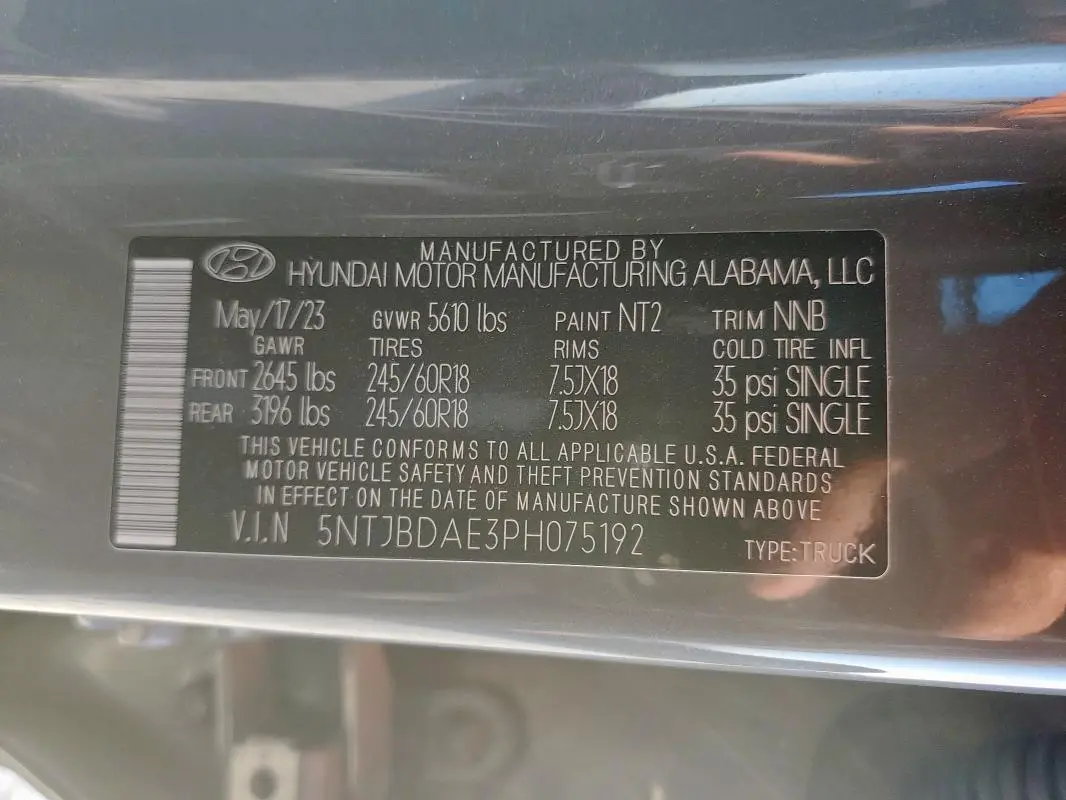 MANUFACTURED BY
HYUNDAI MOTOR MANUFACTURING ALABAMA, LLC
May/17/23 GVWR 5610 lbs PAINT NT2 TRIM NNB
GAWR TIRES RIMS COLD TIRE INFL
FRONT 2645 lbs 245/60R18 7.5JX18 35 psi SINGLE
REAR 3196 lbs 245/60R18 7.5JX18 35 psi SINGLE
THIS VEHICLE CONFORMS TO ALL APPLICABLE U.S.A. FEDERAL
MOTOR VEHICLE SAFETY AND THEFT PREVENTION STANDARDS
IN EFFECT ON THE DATE OF MANUFACTURE SHOWN ABOVE
V.I.N 5NTJBDAE3PH075192 TYPE:TRUCK